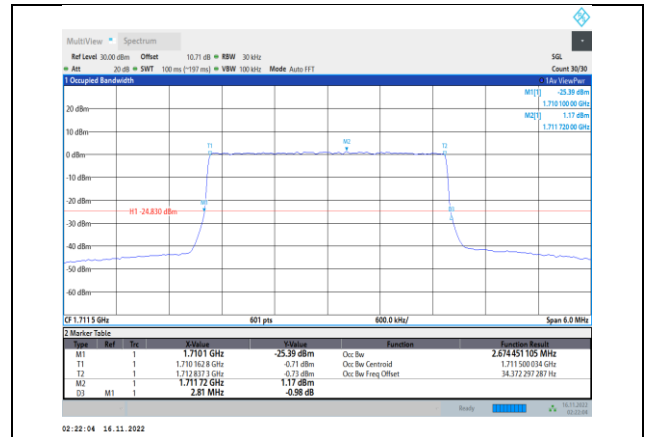 MultiView Spectrum
Ref Level 30.00 dBm Offset 10.71 dB RBW 30 kHz SGL
Att 20 dB SWT 100 ms (~197 ms) VBW 100 kHz Mode Auto FFT Count 30/30
1 Occupied Bandwidth 1Av ViewPwr
M1[1] -25.39 dBm
1.710 100 00 GHz
M2[1] 1.17 dBm
1.711 720 00 GHz
20 dBm
10 dBm
T1 M2 T2
0 dBm
-10 dBm
M1
H1 -24.830 dBm
-30 dBm
-40 dBm
-50 dBm
-60 dBm
CF 1.711 5 GHz 601 pts 600.0 kHz/ Span 6.0 MHz
2 Marker Table
Type Ref Trc X-Value Y-Value Function Function Result
M1 1 1.7101 GHz -25.39 dBm Occ Bw 2.674 451 105 MHz
T1 1 1.710 162 8 GHz -0.71 dBm Occ Bw Centroid 1.711 500 034 GHz
T2 1 1.712 837 3 GHz -0.73 dBm Occ Bw Freq Offset 34.372 297 287 Hz
M2 1 1.711 72 GHz 1.17 dBm
D3 M1 1 2.81 MHz -0.98 dB
Ready 16.11.2022
03:22:04
02:22:04 16.11.2022